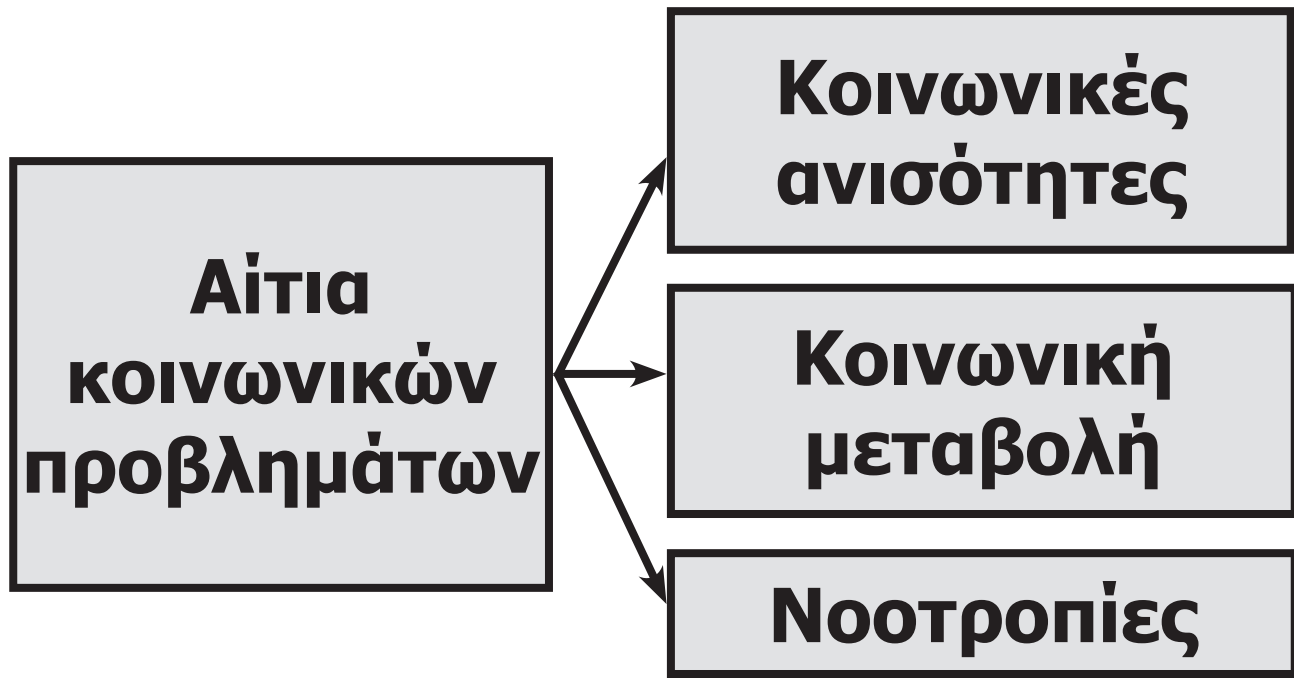 Αίτια
κοινωνικών
προβλημάτων
Κοινωνικές
ανισότητες
Κοινωνική
μεταβολή
Νοοτροπίες